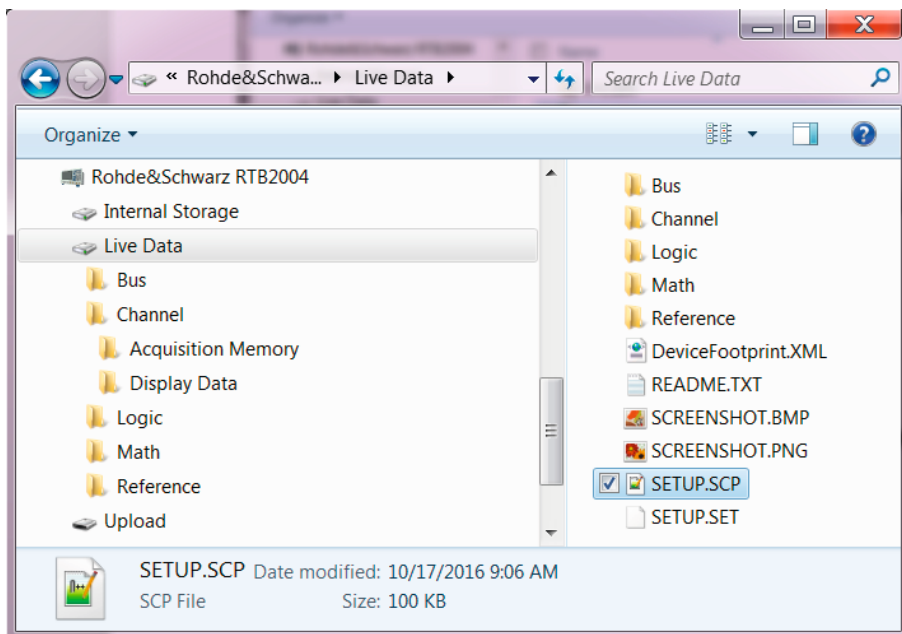 « Rohde&Schwa... Live Data
Search Live Data
Organize
Rohde&Schwarz RTB2004
Internal Storage
Live Data
Bus
Channel
Acquisition Memory
Display Data
Logic
Math
Reference
Upload
Bus
Channel
Logic
Math
Reference
DeviceFootprint.XML
README.TXT
SCREENSHOT.BMP
SCREENSHOT.PNG
SETUP.SCP
SETUP.SET
SETUP.SCP Date modified: 10/17/2016 9:06 AM
SCP File Size: 100 KB